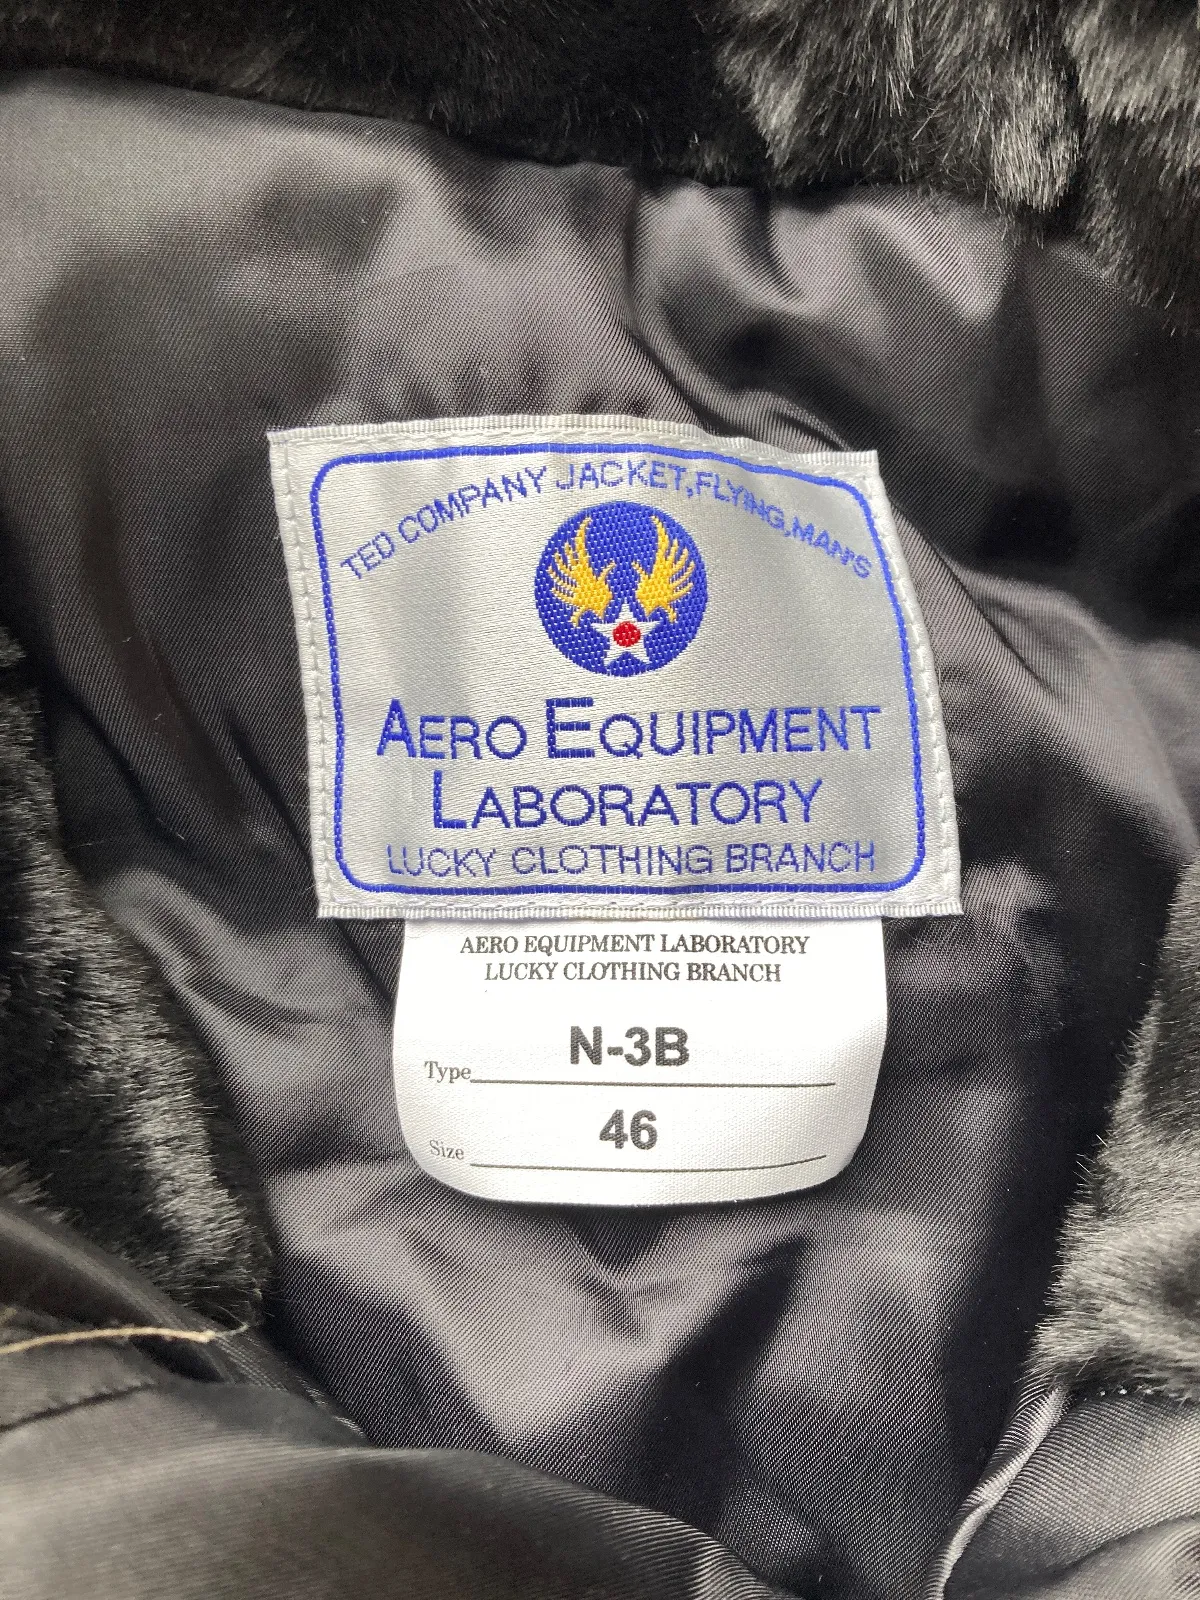 TED COMPANY JACKET,FLYING,MAN'S
AERO EQUIPMENT
LABORATORY
LUCKY CLOTHING BRANCH
AERO EQUIPMENT LABORATORY
LUCKY CLOTHING BRANCH
Type N-3B
Size 46